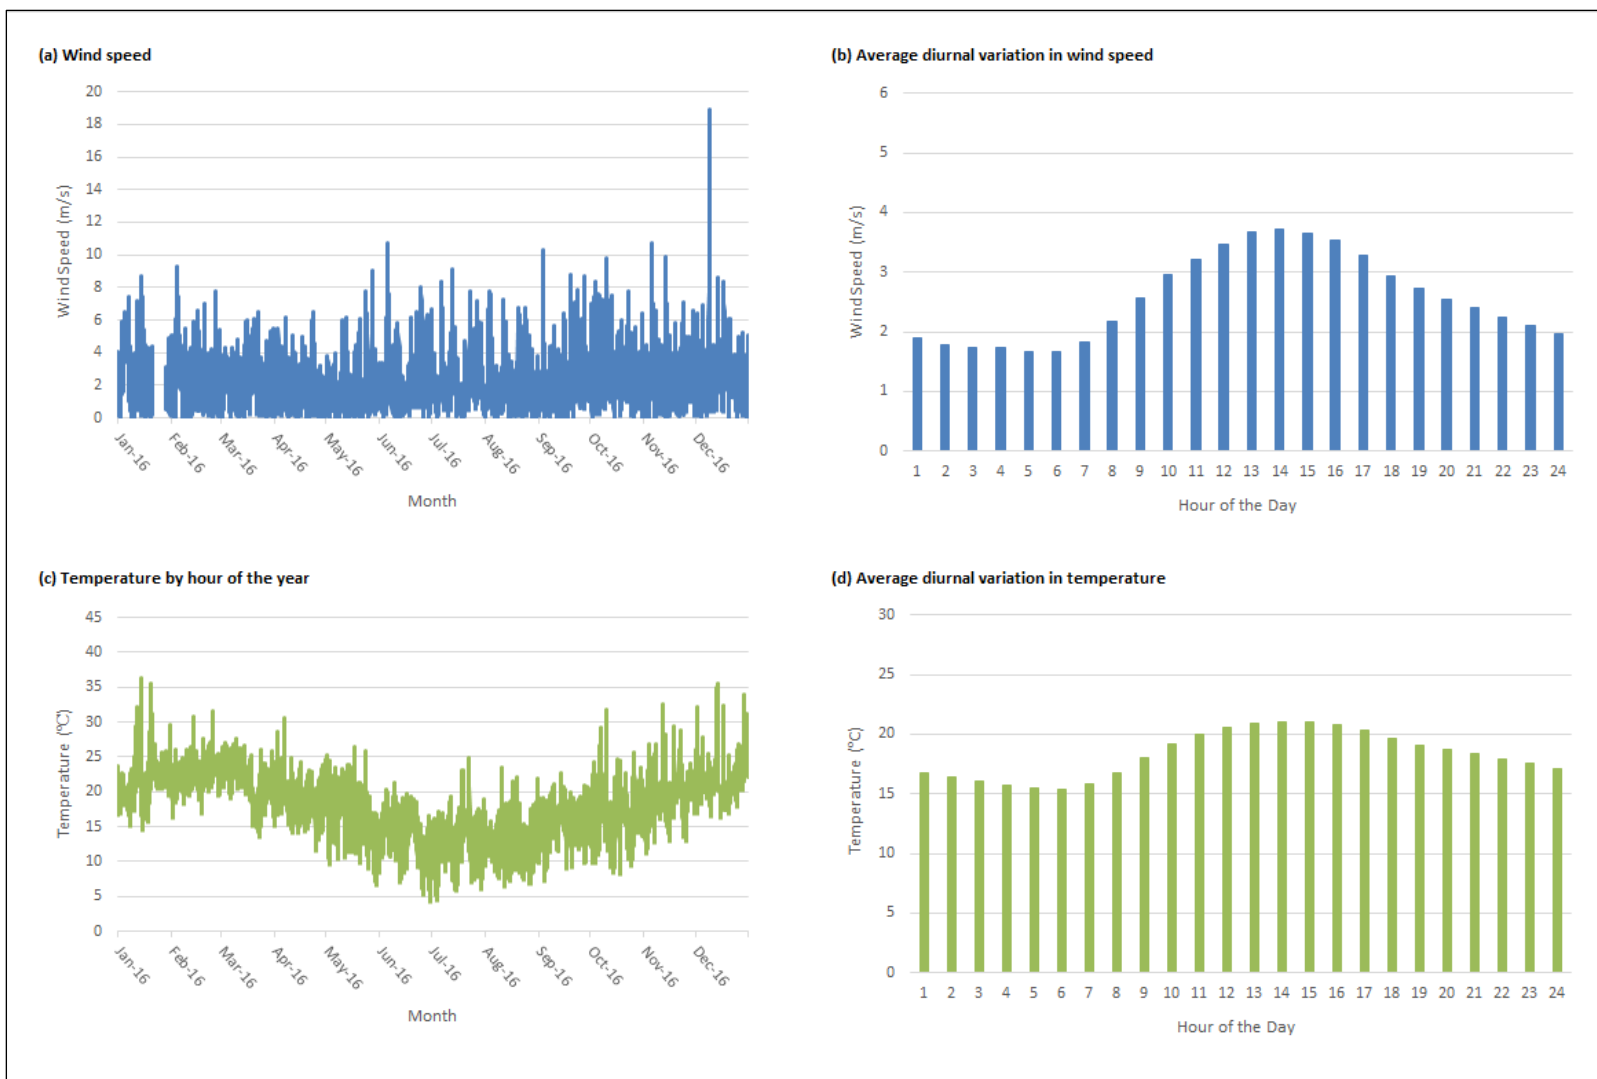 (a) Wind speed
20
18
16
14
12
10
8
6
4
2
0
Wind Speed (m/s)
Jan-16 Feb-16 Mar-16 Apr-16 May-16 Jun-16 Jul-16 Aug-16 Sep-16 Oct-16 Nov-16 Dec-16
Month
(b) Average diurnal variation in wind speed
6
5
4
3
2
1
0
Wind Speed (m/s)
1 2 3 4 5 6 7 8 9 10 11 12 13 14 15 16 17 18 19 20 21 22 23 24
Hour of the Day
(c) Temperature by hour of the year
45
40
35
30
25
20
15
10
5
0
Temperature (°C)
Jan-16 Feb-16 Mar-16 Apr-16 May-16 Jun-16 Jul-16 Aug-16 Sep-16 Oct-16 Nov-16 Dec-16
Month
(d) Average diurnal variation in temperature
30
25
20
15
10
5
0
Temperature (°C)
1 2 3 4 5 6 7 8 9 10 11 12 13 14 15 16 17 18 19 20 21 22 23 24
Hour of the Day